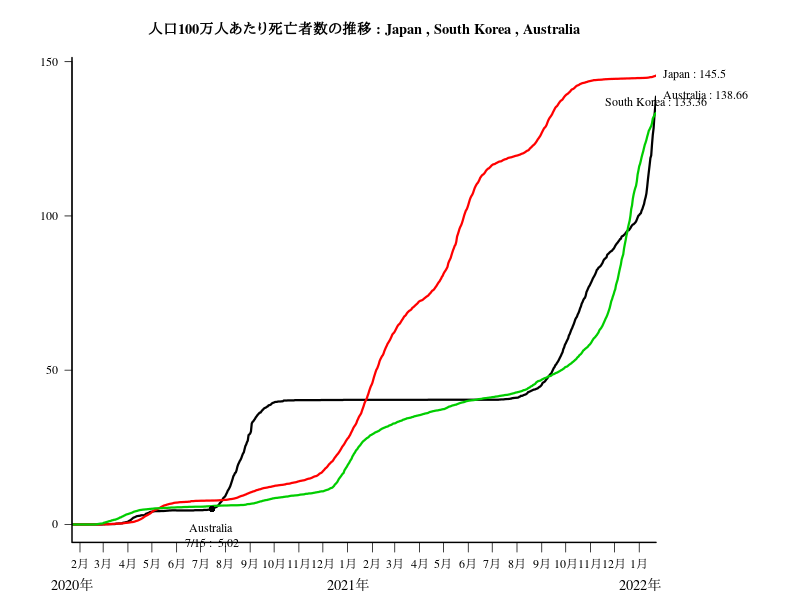 人口100万人あたり死亡者数の推移 : Japan , South Korea , Australia
150
Japan : 145.5
Australia : 138.66
South Korea : 133.36
100
50
0
Australia
7/15 : 5.02
2月 3月 4月 5月 6月 7月 8月 9月 10月 11月 12月 1月 2月 3月 4月 5月 6月 7月 8月 9月 10月 11月 12月 1月
2020年 2021年 2022年